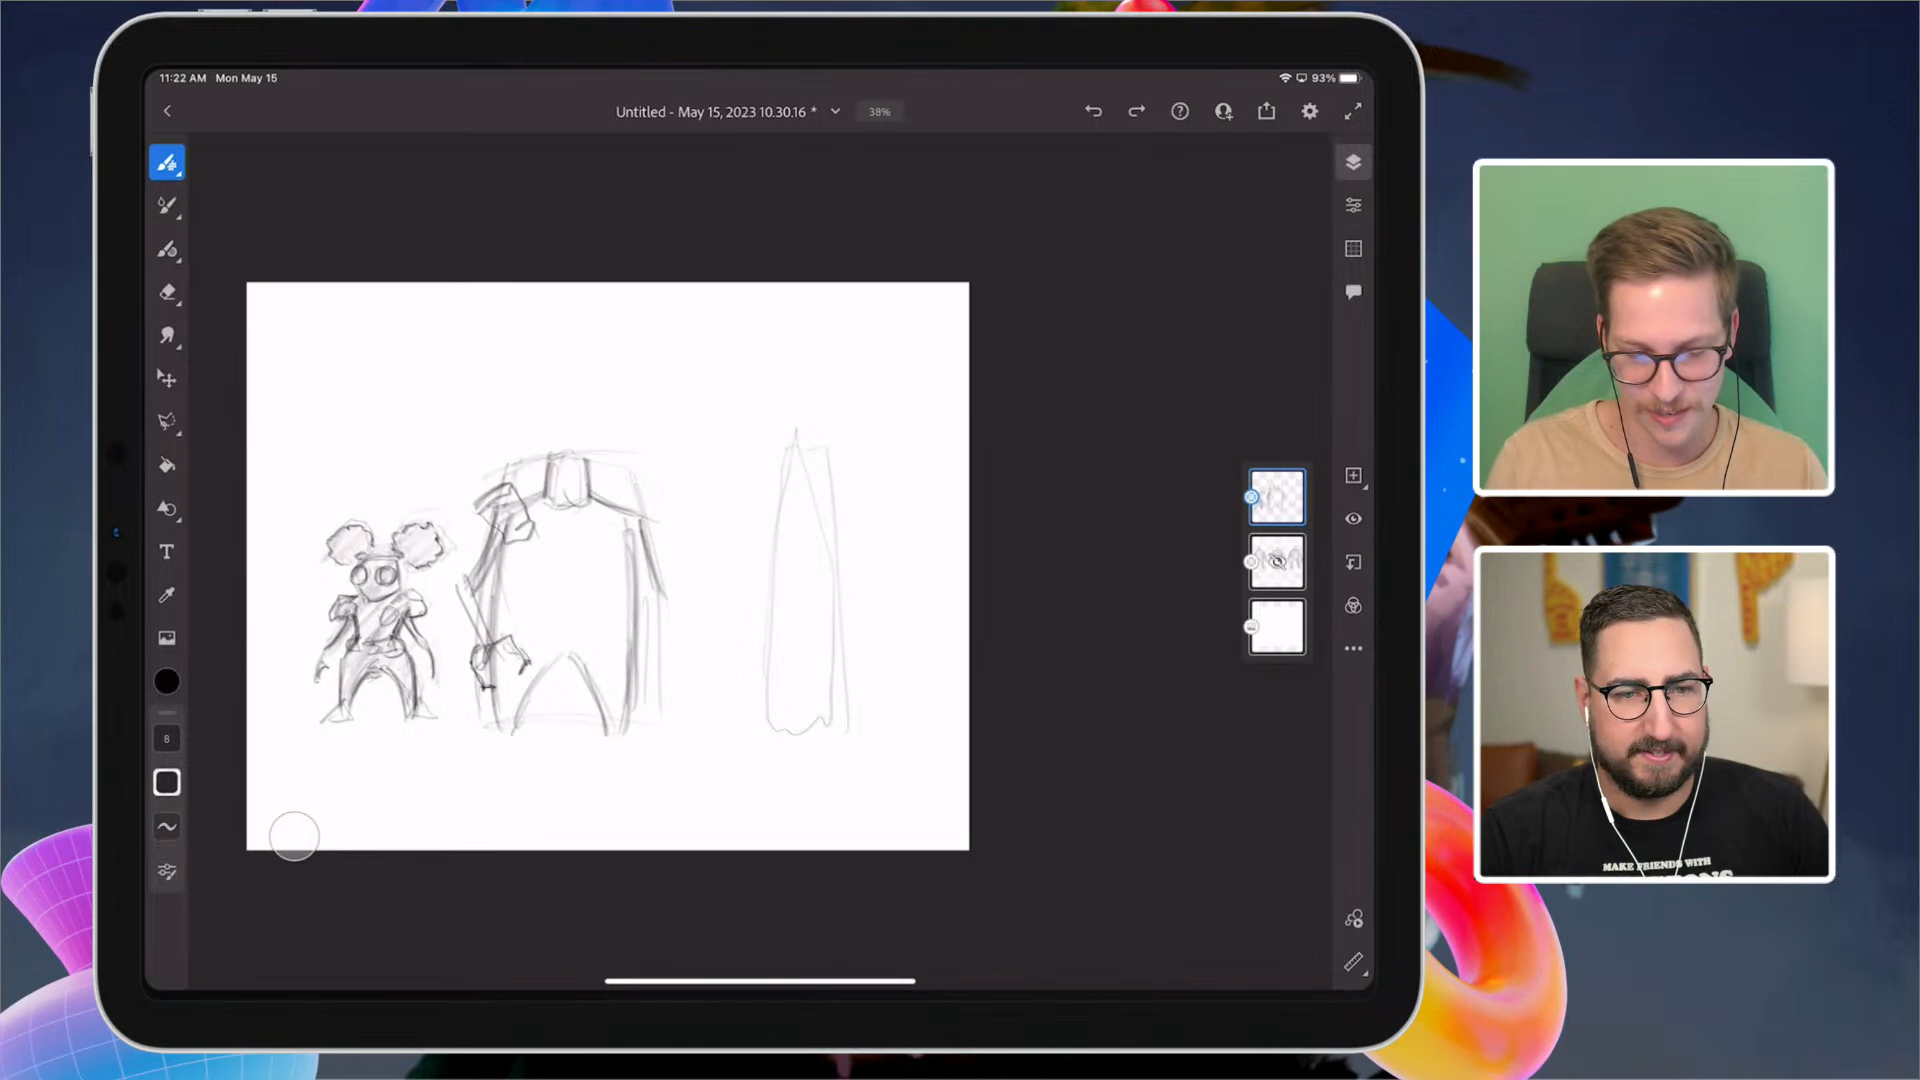 11:22 AM Mon May 15
93%
Untitled - May 15, 2023 10.30.16 *
38%
T
8
MAKE FRIENDS WITH